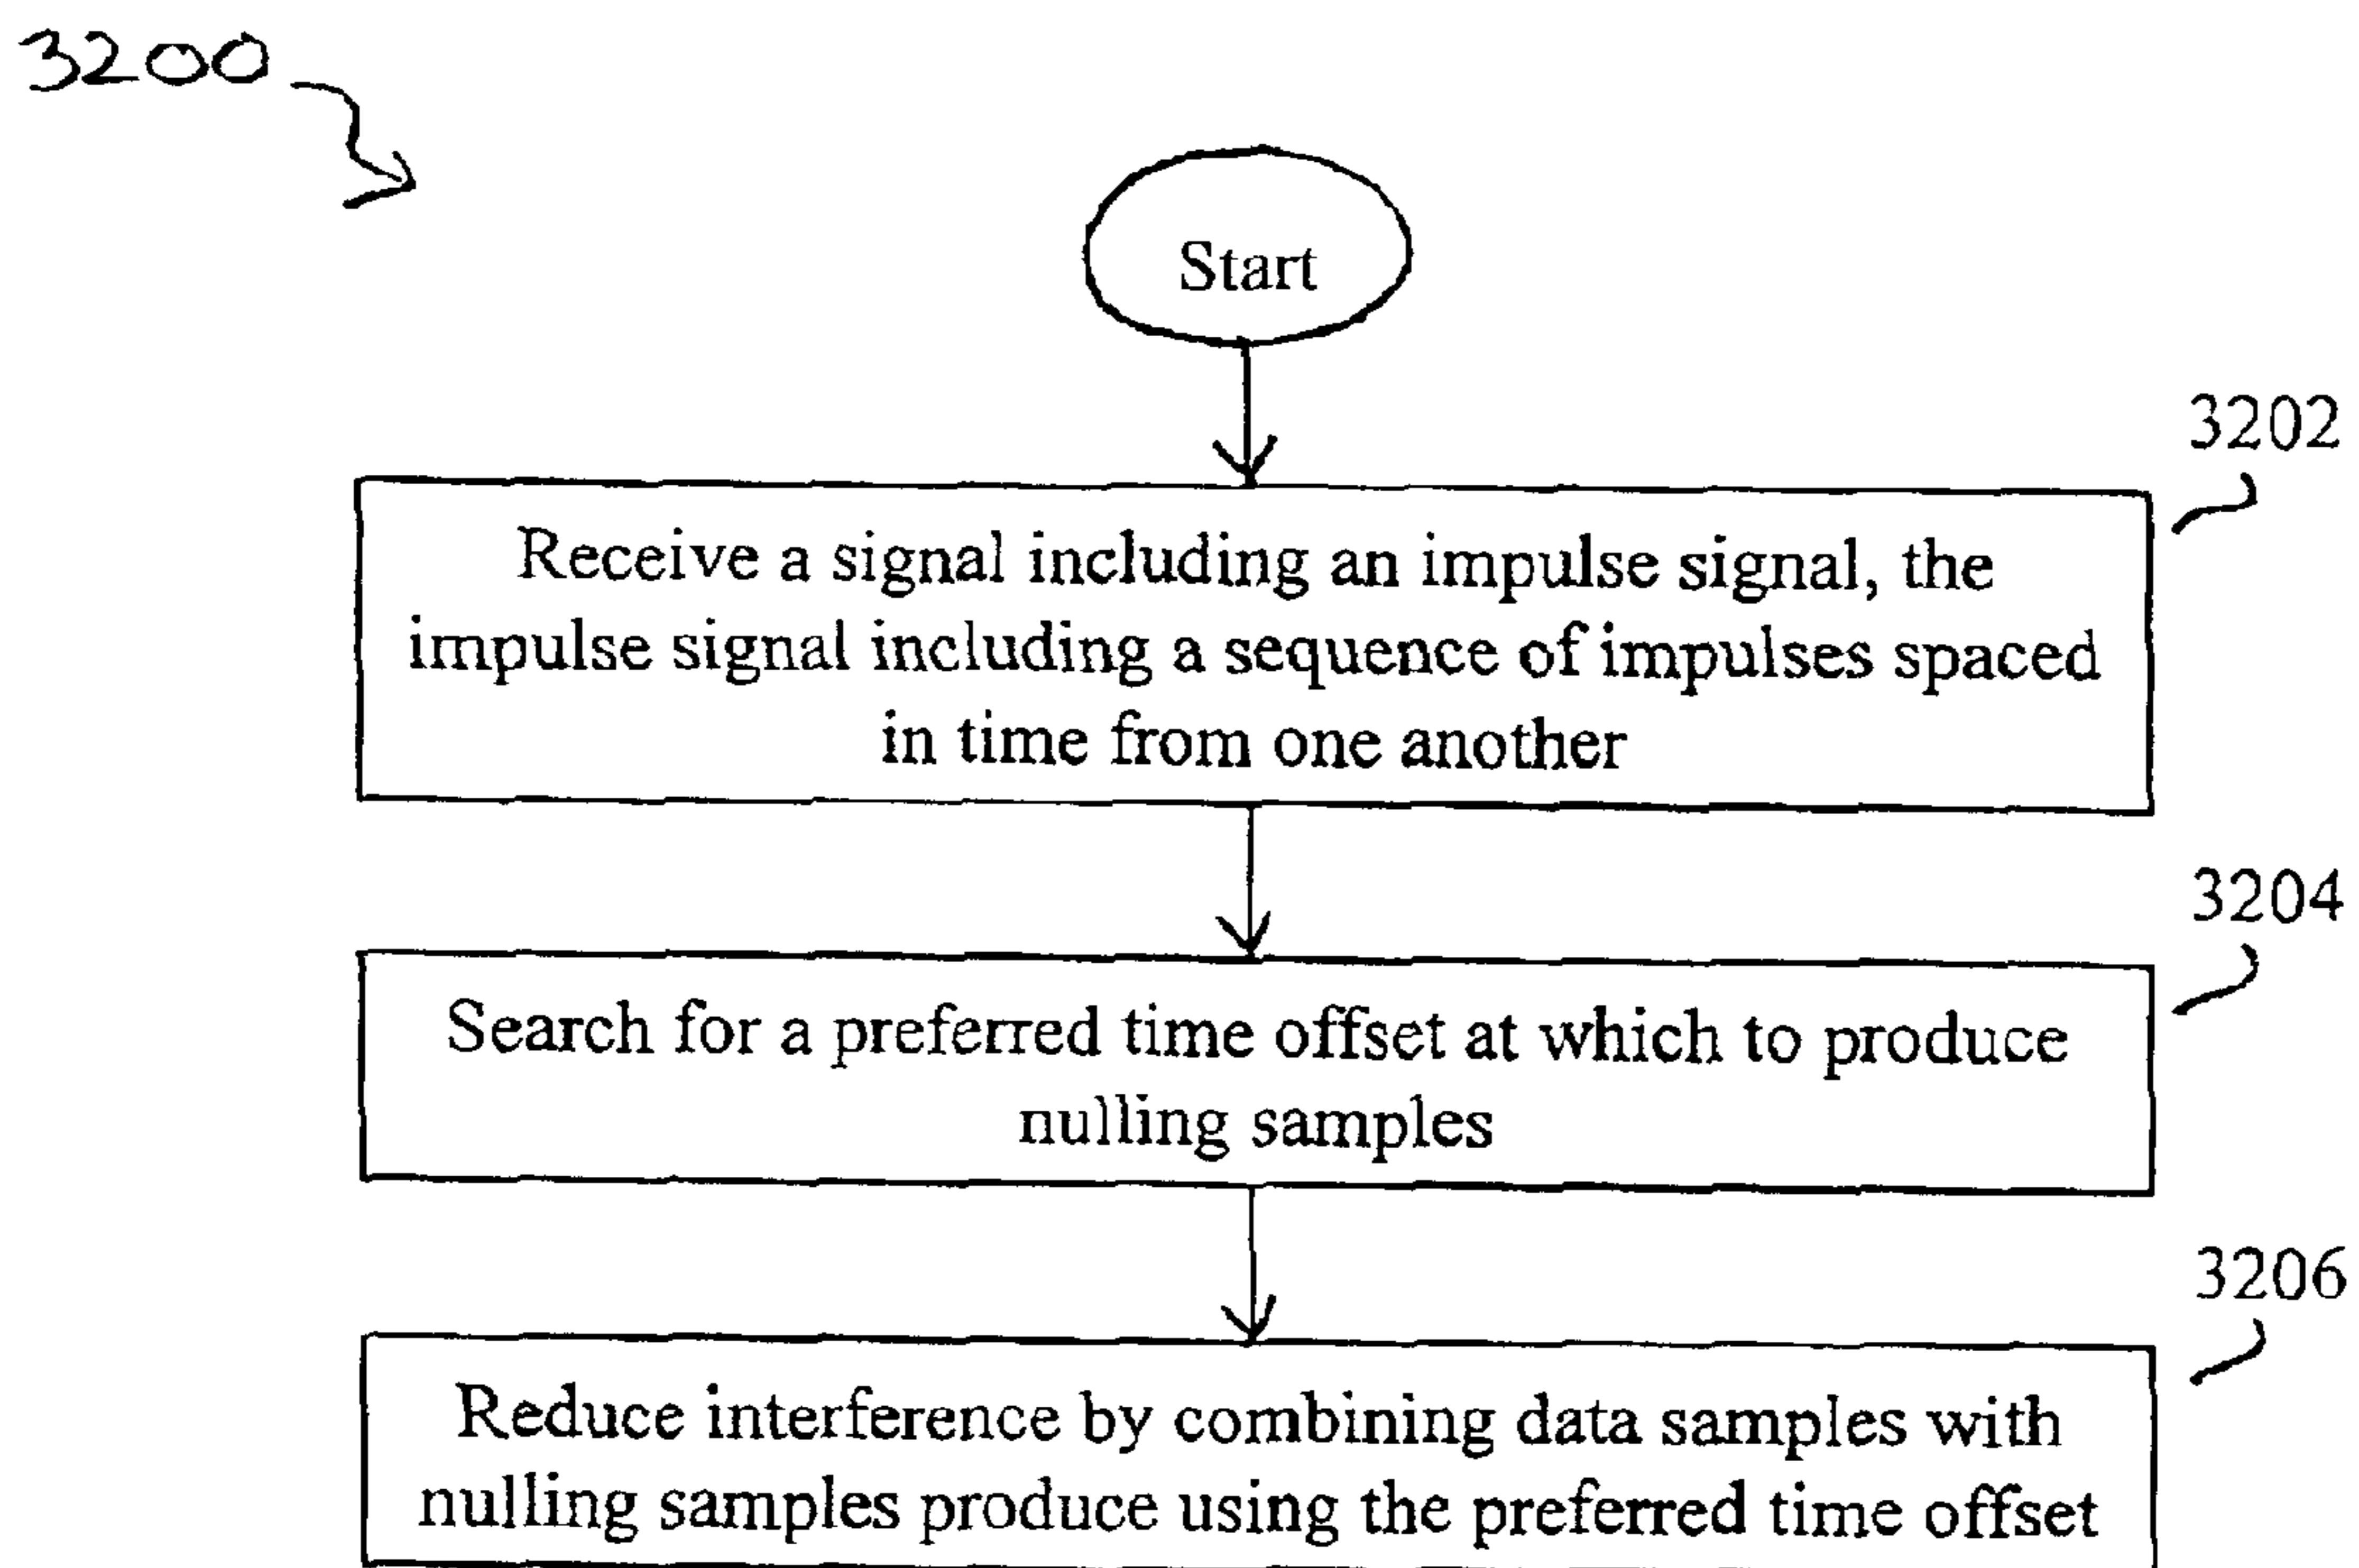 3200
Start
3202
Receive a signal including an impulse signal, the
impulse signal including a sequence of impulses spaced
in time from one another
3204
Search for a preferred time offset at which to produce
nulling samples
3206
Reduce interference by combining data samples with
nulling samples produce using the preferred time offset